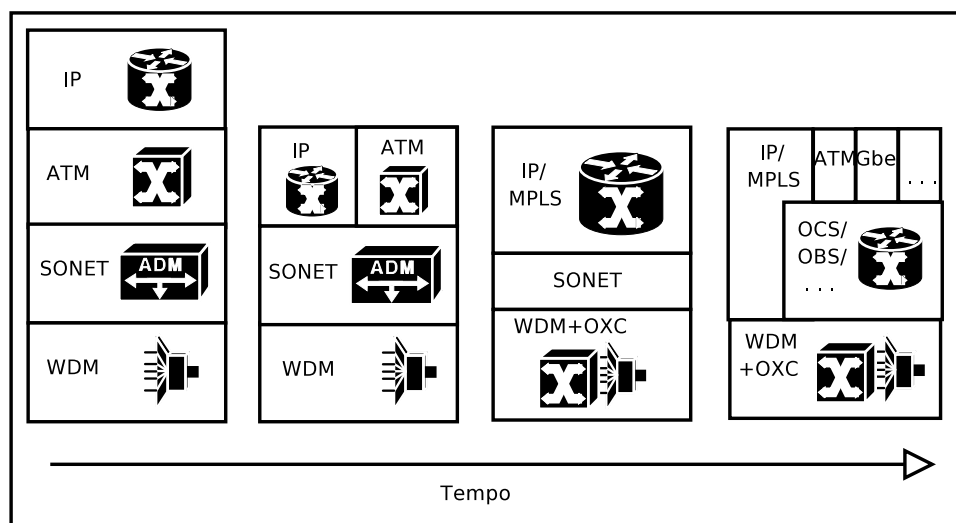 IP
ATM
SONET
ADM
WDM
IP
ATM
SONET
ADM
WDM
IP/
MPLS
SONET
WDM+OXC
IP/
MPLS
ATM
Gbe
. . .
OCS/
OBS/
. . .
WDM
+OXC
Tempo